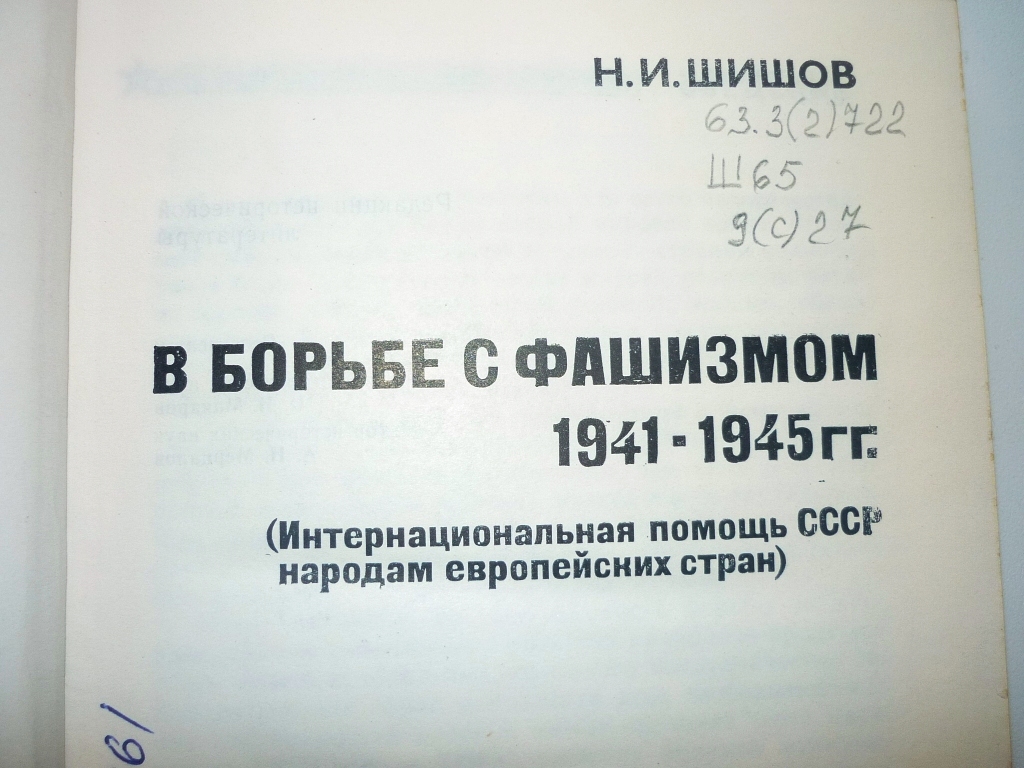 Н. И. ШИШОВ
63.3(2)722
Ш65
9(с)27
В БОРЬБЕ С ФАШИЗМОМ
1941-1945 гг.
(Интернациональная помощь СССР
народам европейских стран)
61